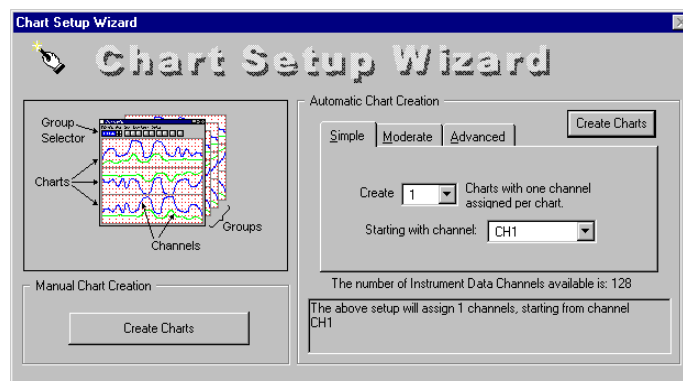 Chart Setup Wizard
Chart Setup Wizard
Group
Selector
Charts
Channels
Groups
Manual Chart Creation
Create Charts
Automatic Chart Creation
Create Charts
Simple
Moderate
Advanced
Create 1 Charts with one channel
assigned per chart.
Starting with channel: CH1
The number of Instrument Data Channels available is: 128
The above setup will assign 1 channels, starting from channel
CH1